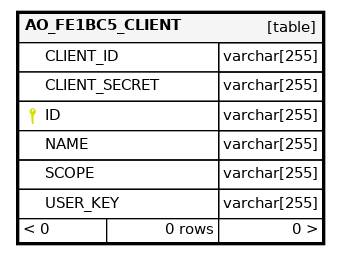 AO_FE1BC5_CLIENT [table]
CLIENT_ID varchar[255]
CLIENT_SECRET varchar[255]
ID varchar[255]
NAME varchar[255]
SCOPE varchar[255]
USER_KEY varchar[255]
< 0 0 rows 0 >